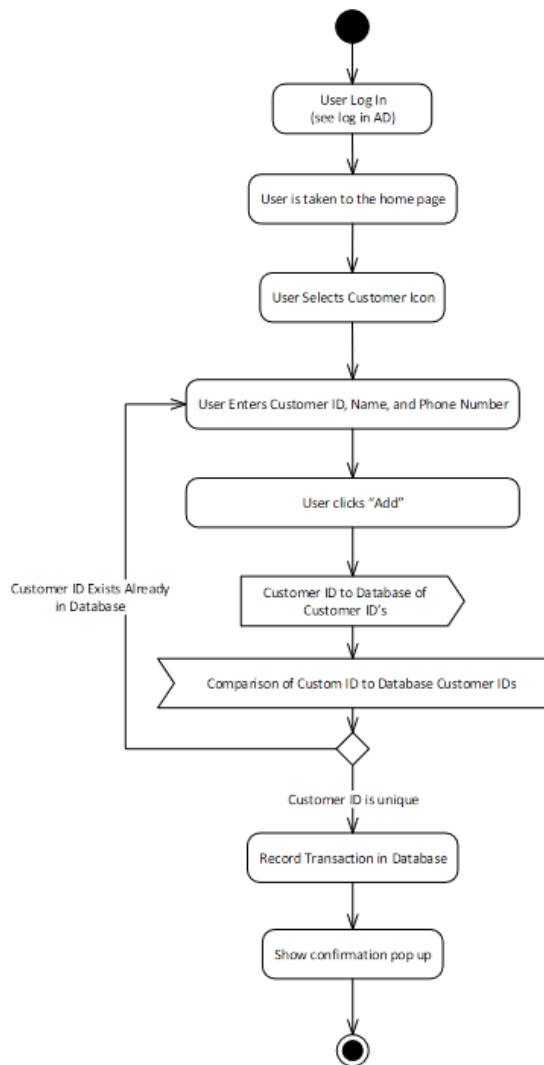 User Log In
(see log in AD)
User is taken to the home page
User Selects Customer Icon
User Enters Customer ID, Name, and Phone Number
User clicks “Add”
Customer ID Exists Already
in Database
Customer ID to Database of
Customer ID’s
Comparison of Custom ID to Database Customer IDs
Customer ID is unique
Record Transaction in Database
Show confirmation pop up